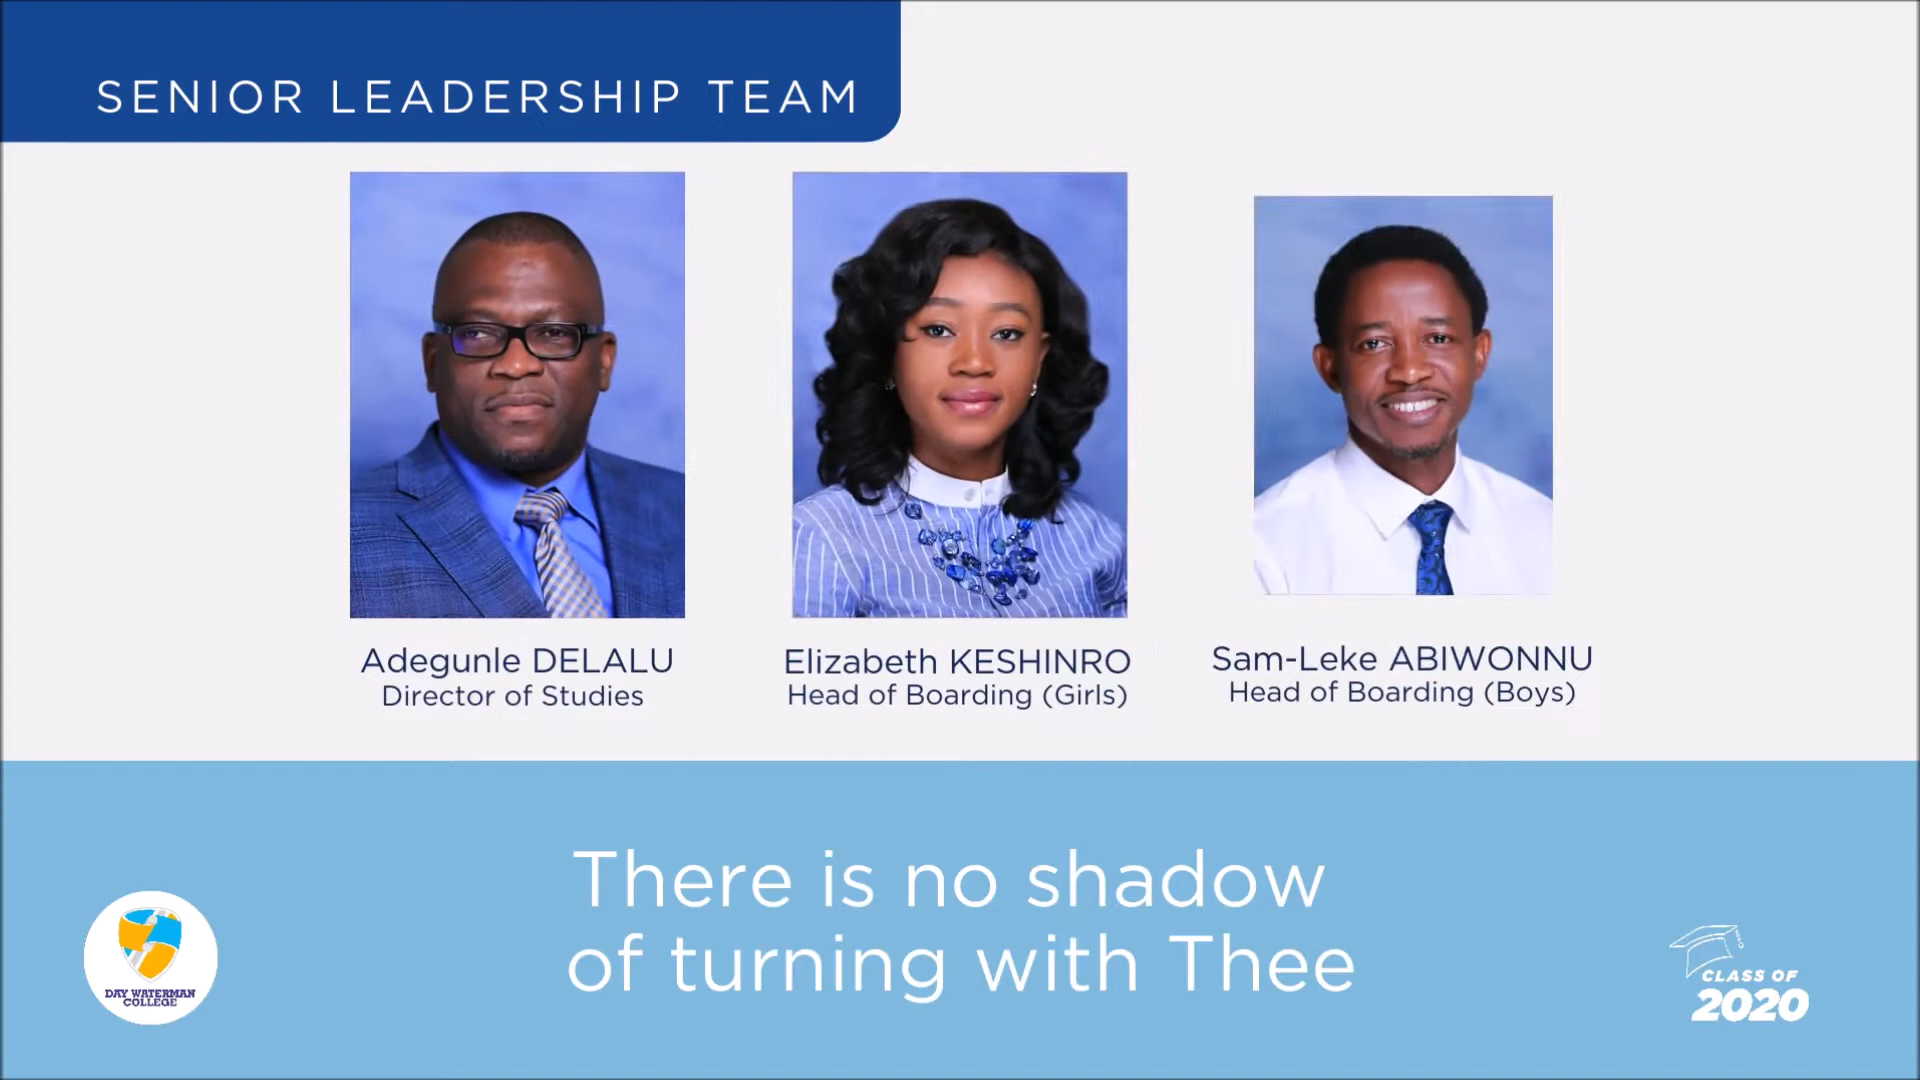 SENIOR LEADERSHIP TEAM
Adegunle DELALU
Director of Studies
Elizabeth KESHINRO
Head of Boarding (Girls)
Sam-Leke ABIWONNU
Head of Boarding (Boys)
There is no shadow
of turning with Thee
DAY WATERMAN
COLLEGE
CLASS OF
2020